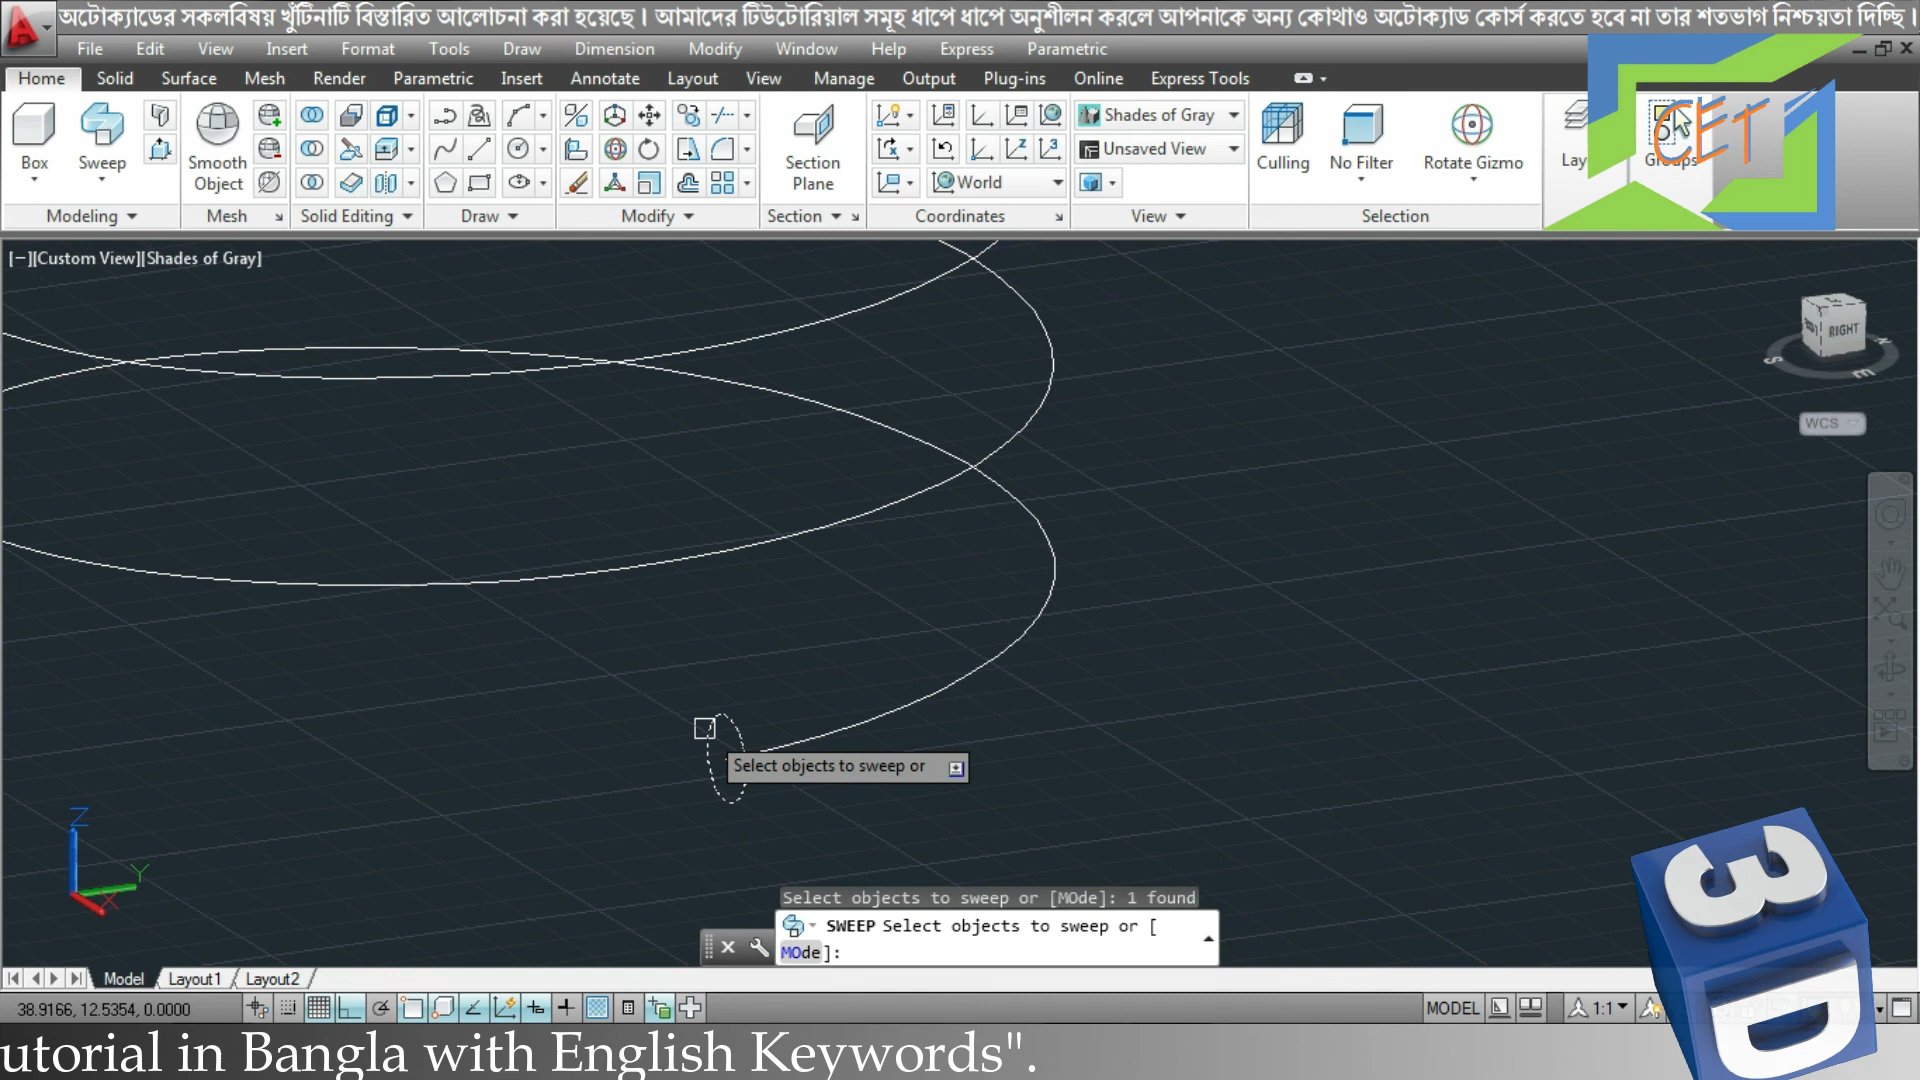 অটোক্যাডের সকলবিষয় খুঁটিনাটি বিস্তারিত আলোচনা করা হয়েছে। আমাদের টিউটোরিয়াল সমূহ ধাপে ধাপে অনুশীলন করলে আপনাকে অন্য কোথাও অটোক্যাড কোর্স করতে হবে না তার শতভাগ নিশ্চয়তা দিচ্ছি।
File Edit View Insert Format Tools Draw Dimension Modify Window Help Express Parametric
Home Solid Surface Mesh Render Parametric Insert Annotate Layout View Manage Output Plug-ins Online Express Tools
CET
Shades of Gray
Unsaved View
World
Box Sweep Smooth Object Section Plane Culling No Filter Rotate Gizmo Lay Groups
Modeling Mesh Solid Editing Draw Modify Section Coordinates View Selection
[−][Custom View][Shades of Gray]
RIGHT
S E
WCS
Select objects to sweep or
Z
Y
X
Select objects to sweep or [MOde]: 1 found
SWEEP Select objects to sweep or [
MOde]:
3
D
Model Layout1 Layout2
38.9166, 12.5354, 0.0000 MODEL 1:1
utorial in Bangla with English Keywords".